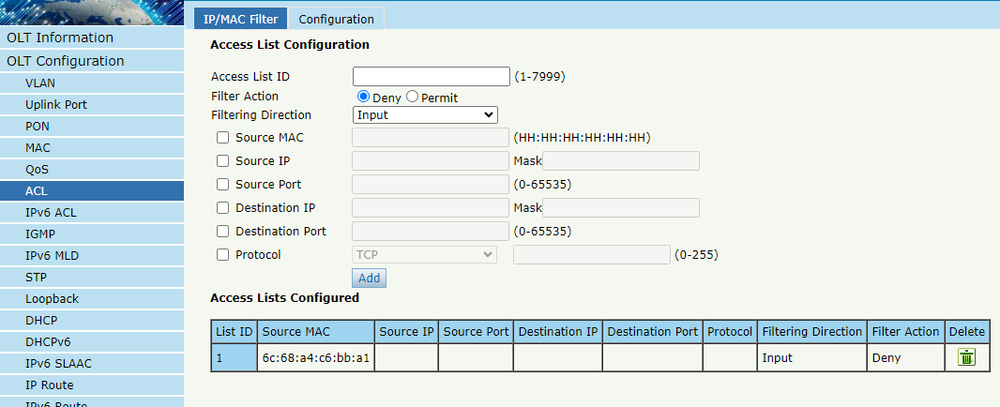 IP/MAC Filter Configuration
OLT Information
OLT Configuration
VLAN
Uplink Port
PON
MAC
QoS
ACL
IPv6 ACL
IGMP
IPv6 MLD
STP
Loopback
DHCP
DHCPv6
IPv6 SLAAC
IP Route
IPv6 Route
Access List Configuration
Access List ID (1-7999)
Filter Action Deny Permit
Filtering Direction Input
Source MAC (HH:HH:HH:HH:HH:HH)
Source IP Mask
Source Port (0-65535)
Destination IP Mask
Destination Port (0-65535)
Protocol TCP (0-255)
Add
Access Lists Configured
List ID Source MAC Source IP Source Port Destination IP Destination Port Protocol Filtering Direction Filter Action Delete
1 6c:68:a4:c6:bb:a1 Input Deny